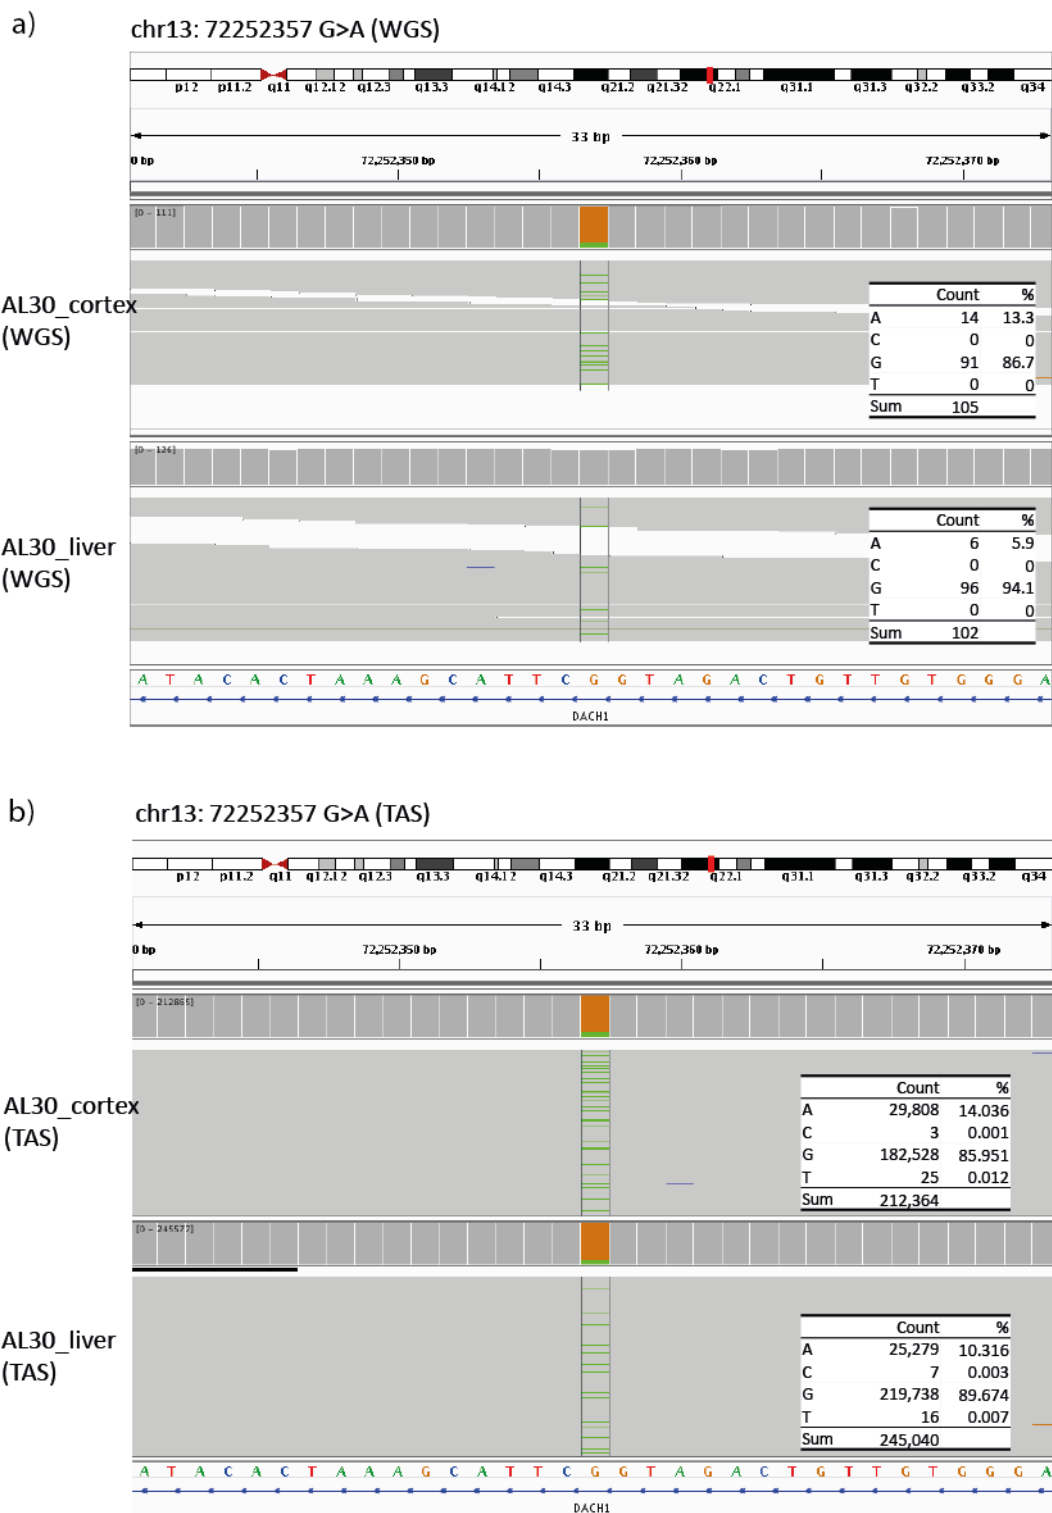 a)
chr13: 72252357 G>A (WGS)
p12 p11.2 q11 q12.12 q12.3 q13.3 q14.12 q14.3 q21.2 q21.32 q22.1 q31.1 q31.3 q32.2 q33.2 q34
33 bp
0 bp 72,252,350 bp 72,252,360 bp 72,252,370 bp
[0 - 111]
AL30_cortex
(WGS)
Count %
A 14 13.3
C 0 0
G 91 86.7
T 0 0
Sum 105
[0 - 126]
AL30_liver
(WGS)
Count %
A 6 5.9
C 0 0
G 96 94.1
T 0 0
Sum 102
A T A C A C T A A A G C A T T C G G T A G A C T G T T G T G G G A
DACH1
b)
chr13: 72252357 G>A (TAS)
p12 p11.2 q11 q12.12 q12.3 q13.3 q14.12 q14.3 q21.2 q21.32 q22.1 q31.1 q31.3 q32.2 q33.2 q34
33 bp
0 bp 72,252,350 bp 72,252,360 bp 72,252,370 bp
[0 - 212865]
AL30_cortex
(TAS)
Count %
A 29,808 14.036
C 3 0.001
G 182,528 85.951
T 25 0.012
Sum 212,364
[0 - 245577]
AL30_liver
(TAS)
Count %
A 25,279 10.316
C 7 0.003
G 219,738 89.674
T 16 0.007
Sum 245,040
A T A C A C T A A A G C A T T C G G T A G A C T G T T G T G G G A
DACH1